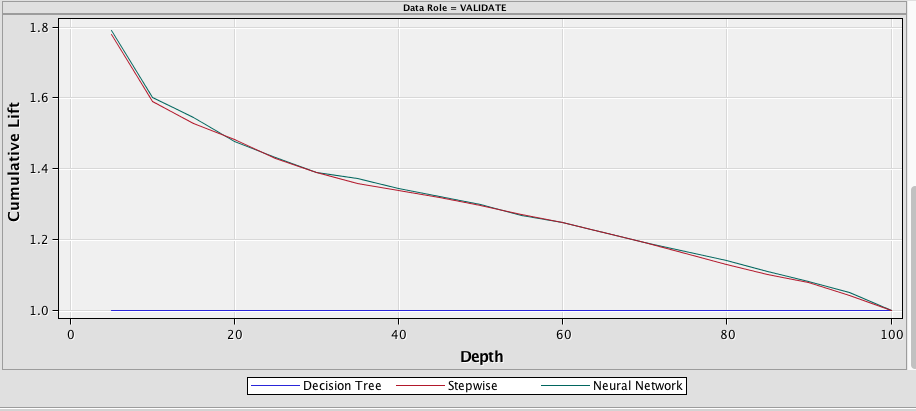 Data Role = VALIDATE
Cumulative Lift
1.8
1.6
1.4
1.2
1.0
0 20 40 60 80 100
Depth
Decision Tree Stepwise Neural Network